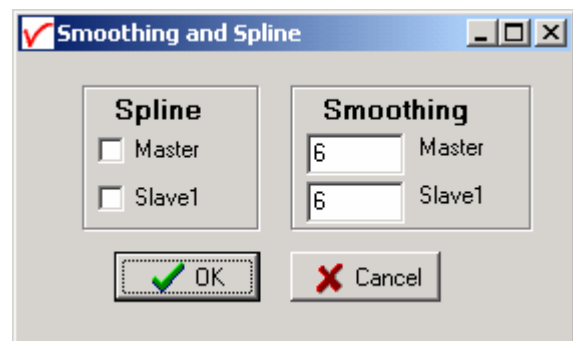 Smoothing and Spline
Spline
Master
Slave1
Smoothing
6 Master
6 Slave1
OK
Cancel